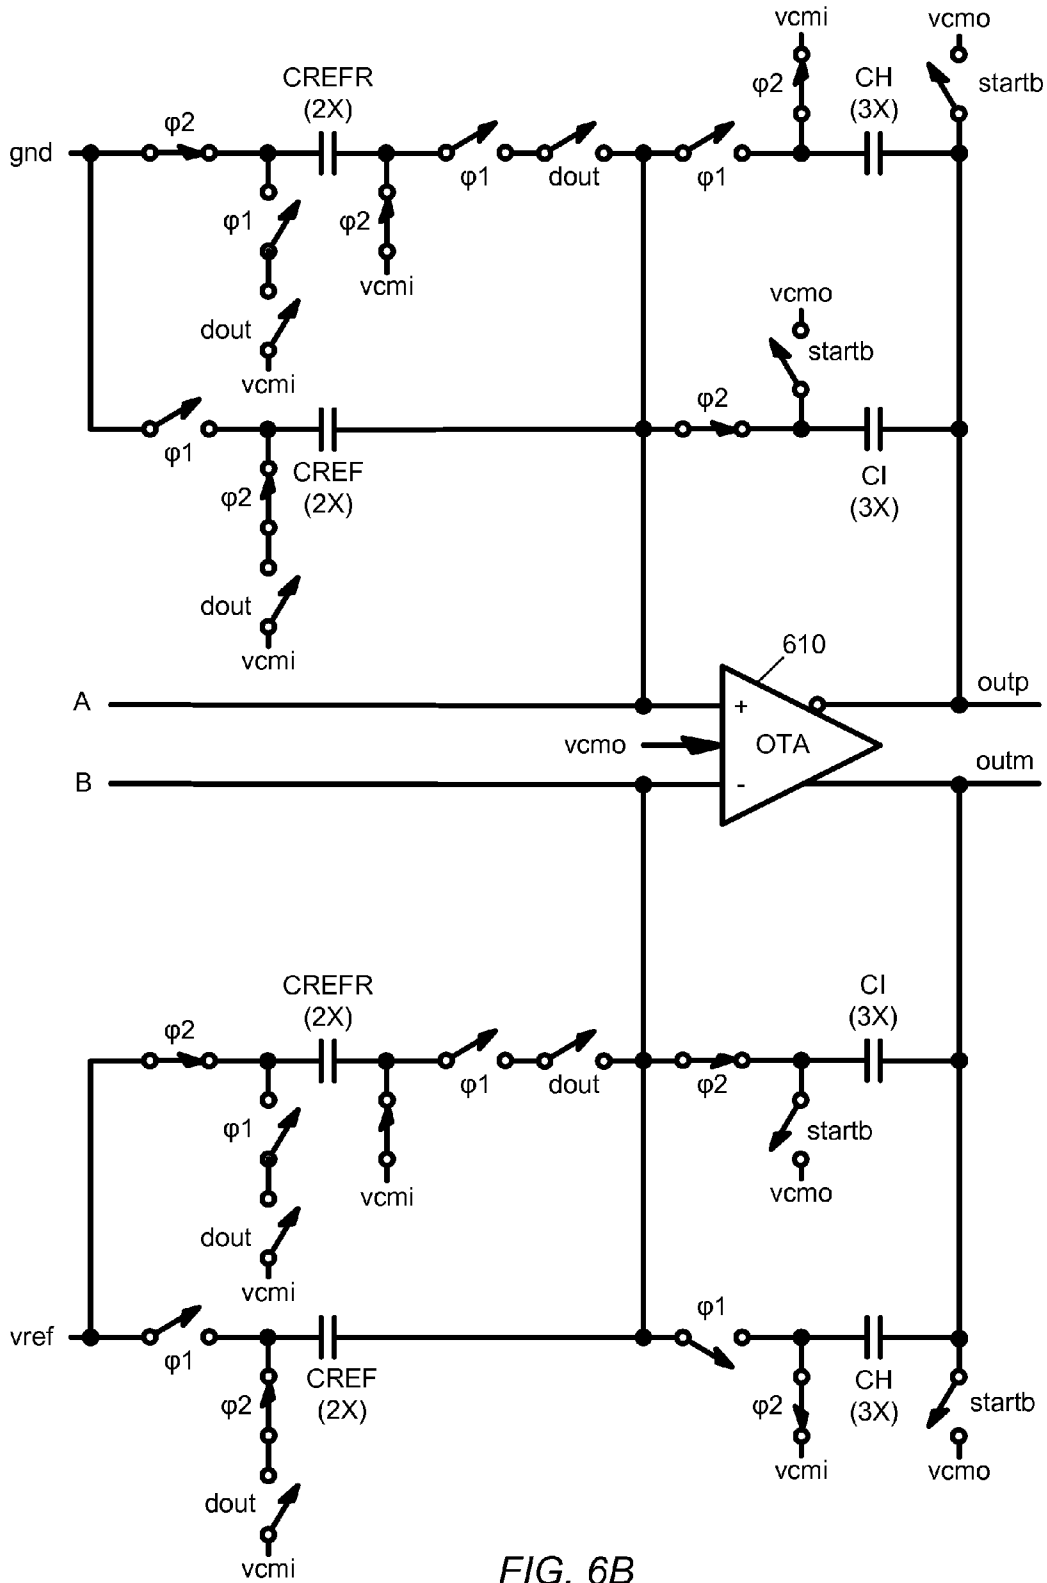 vcmi
vcmo
CREFR
(2X)
φ2
CH
(3X)
startb
gnd
φ2
φ1
dout
φ1
φ1
φ2
vcmi
dout
vcmi
vcmo
startb
φ2
φ1
CREF
(2X)
CI
(3X)
φ2
dout
vcmi
610
A
+
outp
vcmo
OTA
B
-
outm
CREFR
(2X)
CI
(3X)
φ2
φ1
dout
φ2
φ1
startb
vcmi
vcmo
dout
vcmi
φ1
vref
φ1
CREF
(2X)
CH
(3X)
φ2
φ2
startb
vcmi
vcmo
dout
vcmi
FIG. 6B